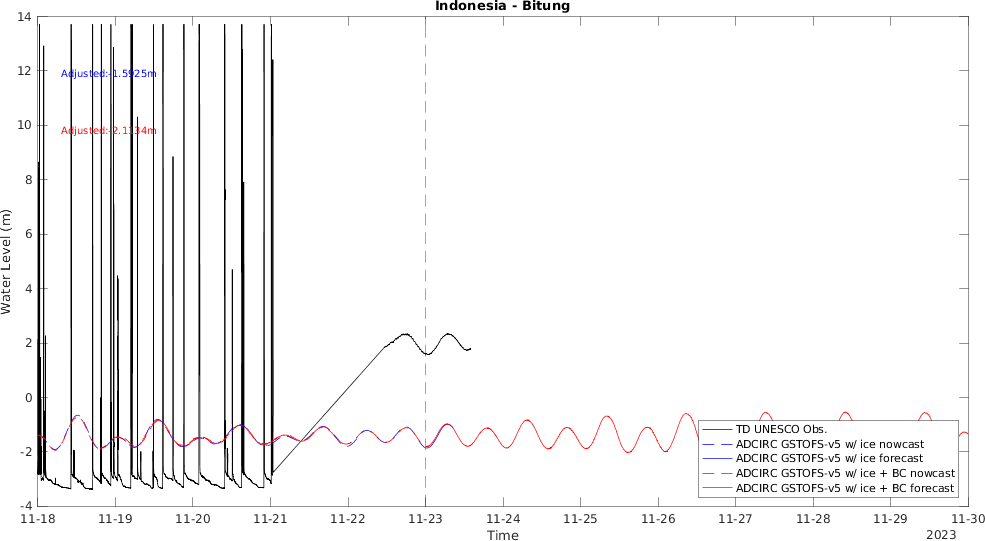 Indonesia - Bitung
14
12
10
8
6
4
2
0
-2
-4
Water Level (m)
Adjusted:-1.5925m
Adjusted:-2.1134m
TD UNESCO Obs.
ADCIRC GSTOFS-v5 w/ ice nowcast
ADCIRC GSTOFS-v5 w/ ice forecast
ADCIRC GSTOFS-v5 w/ ice + BC nowcast
ADCIRC GSTOFS-v5 w/ ice + BC forecast
11-18 11-19 11-20 11-21 11-22 11-23 11-24 11-25 11-26 11-27 11-28 11-29 11-30
Time
2023